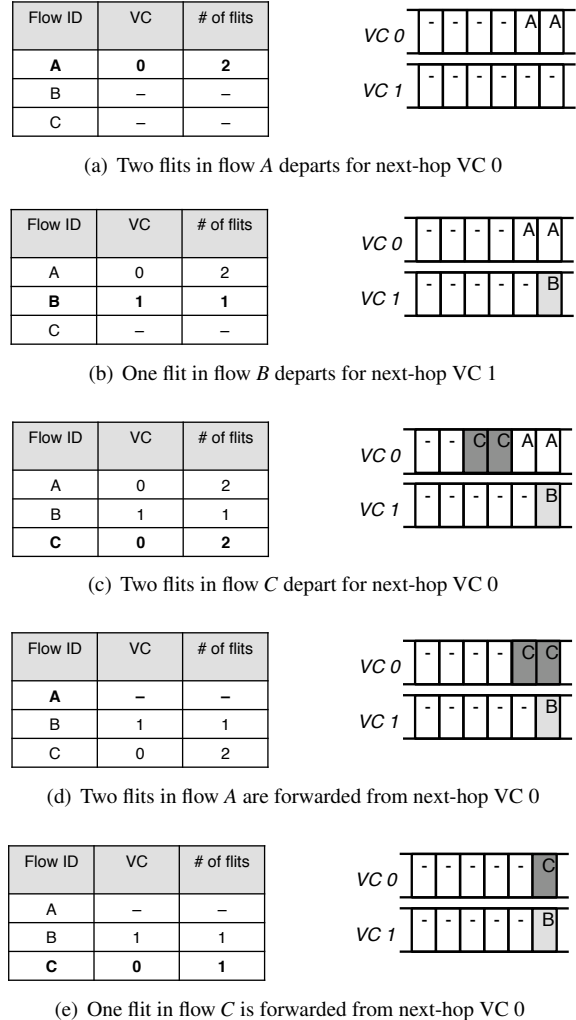 Flow ID VC # of flits
A 0 2
B – –
C – –
VC 0 - - - - A A
VC 1 - - - - - -
(a) Two flits in flow A departs for next-hop VC 0
Flow ID VC # of flits
A 0 2
B 1 1
C – –
VC 0 - - - - A A
VC 1 - - - - - B
(b) One flit in flow B departs for next-hop VC 1
Flow ID VC # of flits
A 0 2
B 1 1
C 0 2
VC 0 - - C C A A
VC 1 - - - - - B
(c) Two flits in flow C depart for next-hop VC 0
Flow ID VC # of flits
A – –
B 1 1
C 0 2
VC 0 - - - - C C
VC 1 - - - - - B
(d) Two flits in flow A are forwarded from next-hop VC 0
Flow ID VC # of flits
A – –
B 1 1
C 0 1
VC 0 - - - - - C
VC 1 - - - - - B
(e) One flit in flow C is forwarded from next-hop VC 0